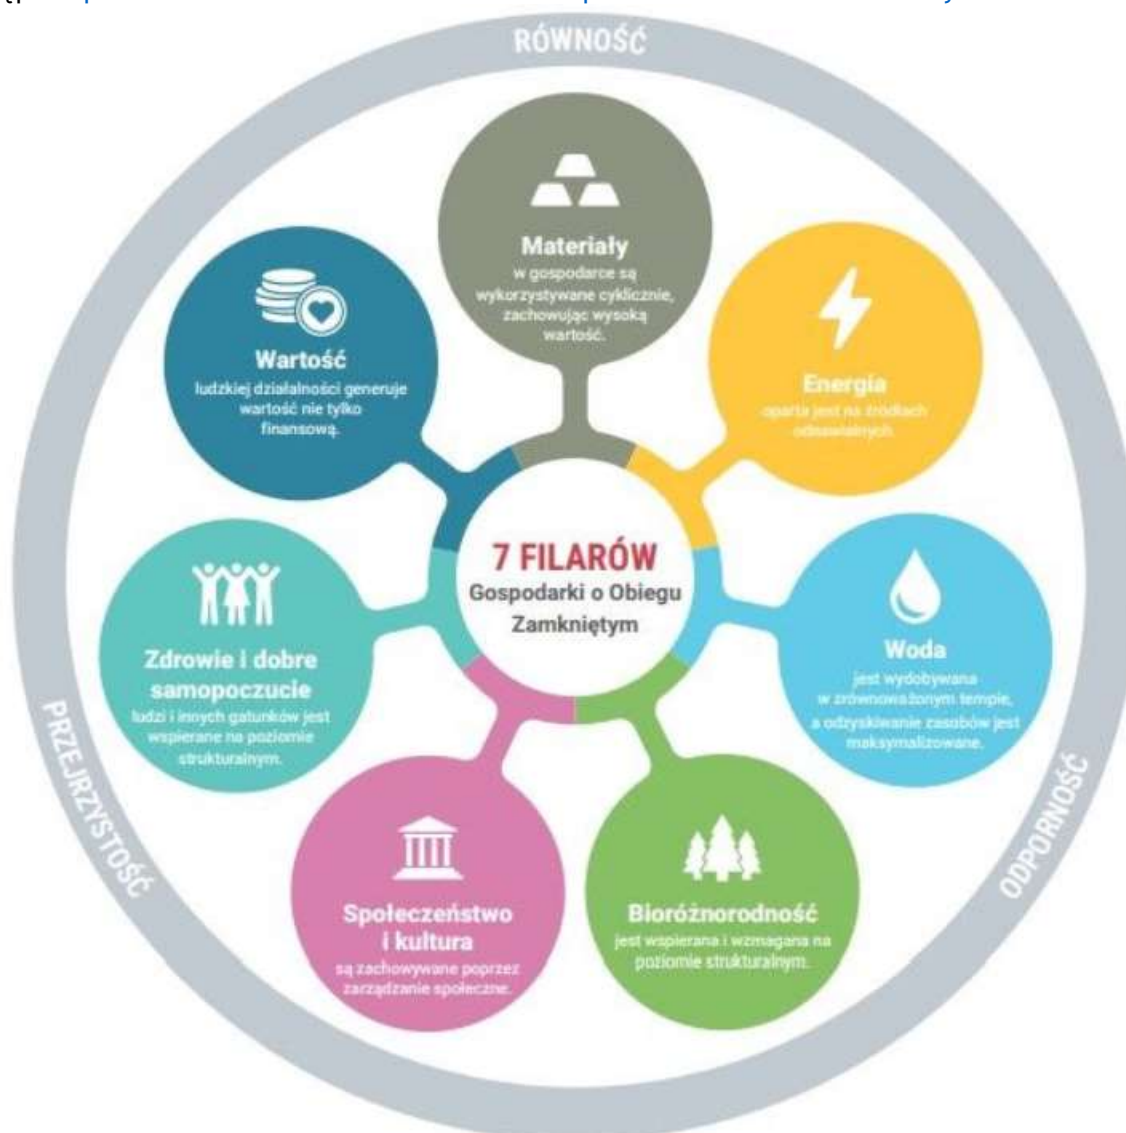 RÓWNOŚĆ
Materiały
w gospodarce są
wykorzystywane cyklicznie,
zachowując wysoką
wartość.
Energia
oparta jest na źródłach
odnawialnych
Woda
jest wydobywana
w zrównoważonym tempie,
a odzyskiwanie zasobów jest
maksymalizowane.
Bioróżnorodność
jest wspierana i wzmagana na
poziomie strukturalnym.
Społeczeństwo
i kultura
są zachowywane poprzez
zarządzanie społeczne.
Zdrowie i dobre
samopoczucie
ludzi i innych gatunków jest
wspierane na poziomie
strukturalnym.
Wartość
ludzkiej działalności generuje
wartość nie tylko
finansową.
7 FILARÓW
Gospodarki o Obiegu
Zamkniętym
ODPORNOŚĆ
PRZEJRZYSTOŚĆ